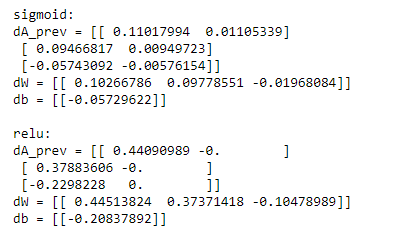 sigmoid:
dA_prev = [[ 0.11017994  0.01105339]
 [ 0.09466817  0.00949723]
 [-0.05743092 -0.00576154]]
dW = [[ 0.10266786  0.09778551 -0.01968084]]
db = [[-0.05729622]]

relu:
dA_prev = [[ 0.44090989 -0.        ]
 [ 0.37883606 -0.        ]
 [-0.2298228   0.        ]]
dW = [[ 0.44513824  0.37371418 -0.10478989]]
db = [[-0.20837892]]